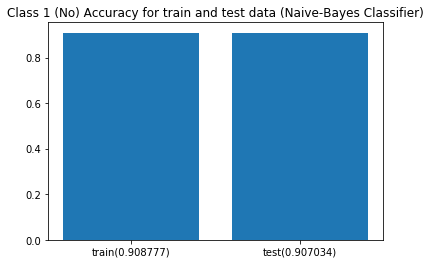 Class 1 (No) Accuracy for train and test data (Naive-Bayes Classifier)
0.8
0.6
0.4
0.2
0.0
train(0.908777) test(0.907034)